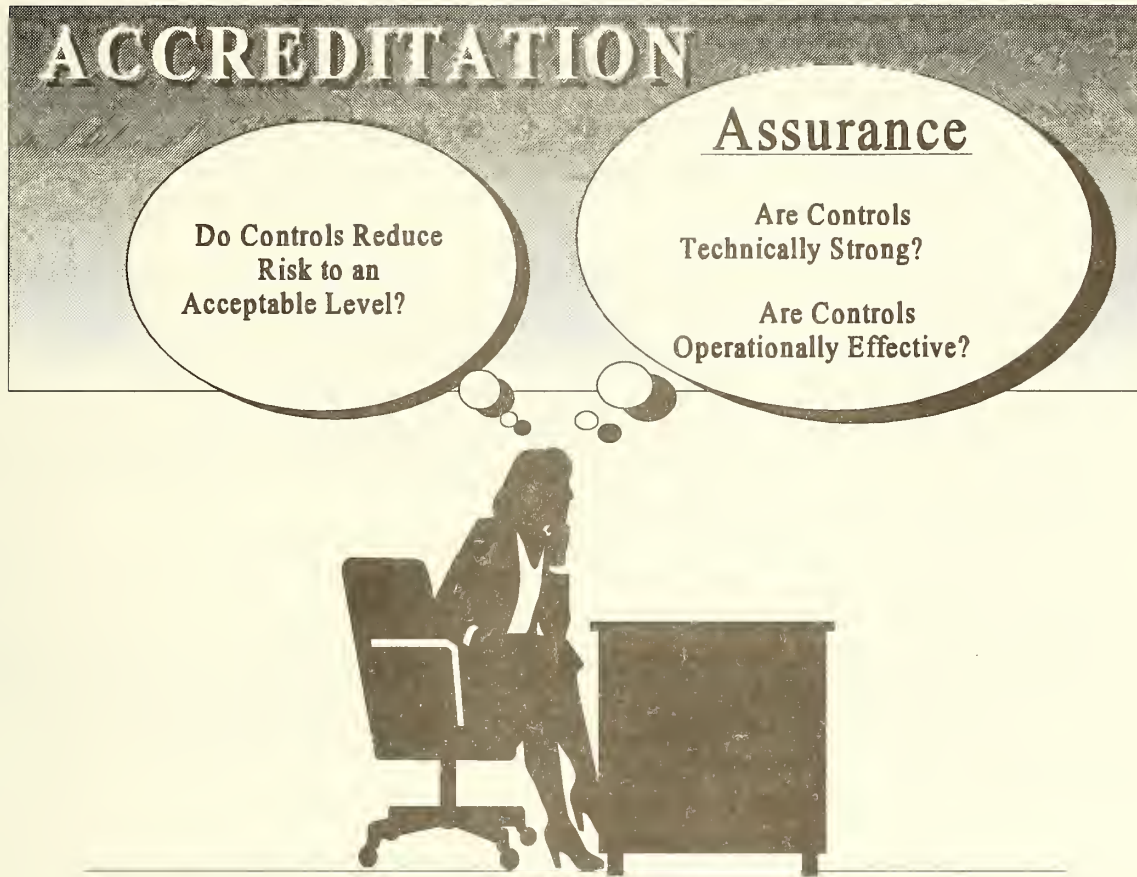 ACCREDITATION
Do Controls Reduce
Risk to an
Acceptable Level?
Assurance
Are Controls
Technically Strong?
Are Controls
Operationally Effective?